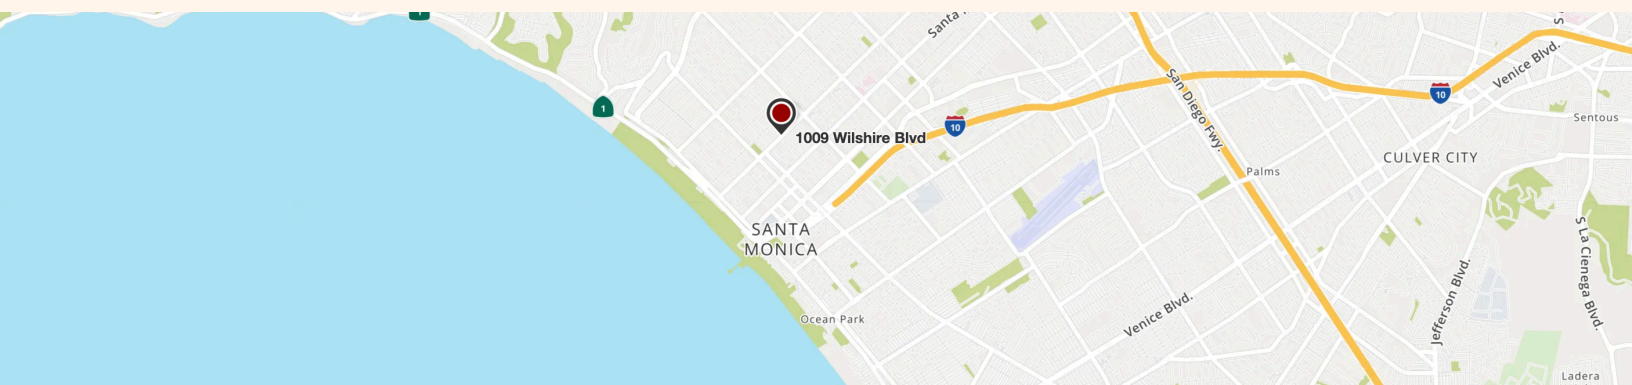 1
Santa
S
Venice Blvd.
San Diego Fwy.
10
1
10
1009 Wilshire Blvd
Sentous
CULVER CITY
Palms
SANTA
MONICA
S La Cienega Blvd.
Jefferson Blvd.
Venice Blvd.
Ocean Park
Ladera